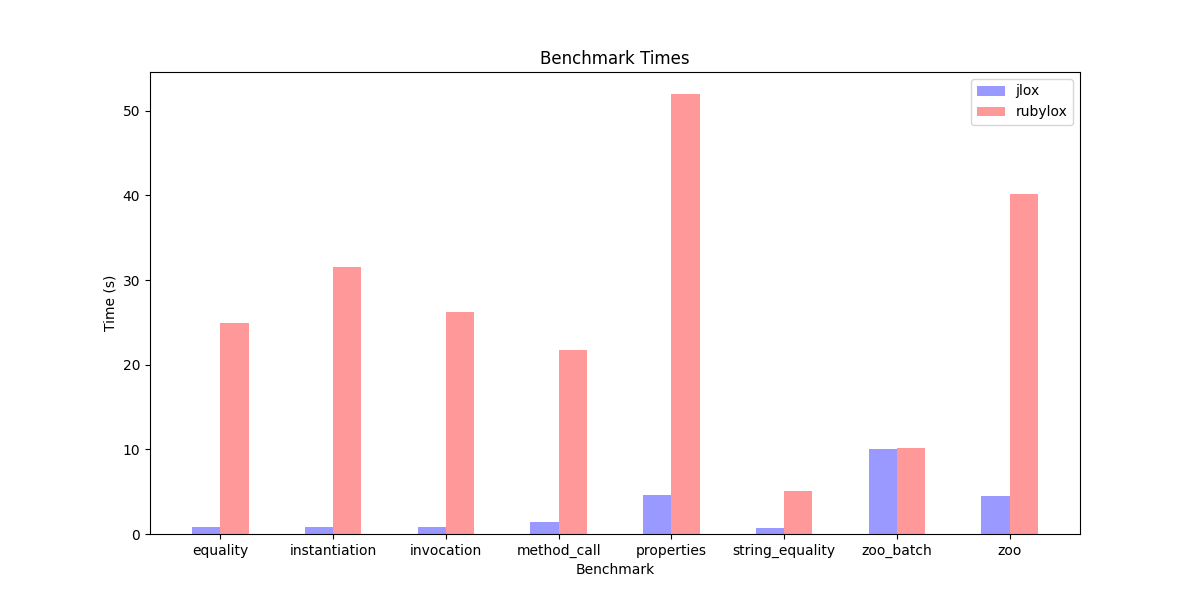 Benchmark Times
jlox
rubylox
50
40
30
20
10
0
Time (s)
equality instantiation invocation method_call properties string_equality zoo_batch zoo
Benchmark